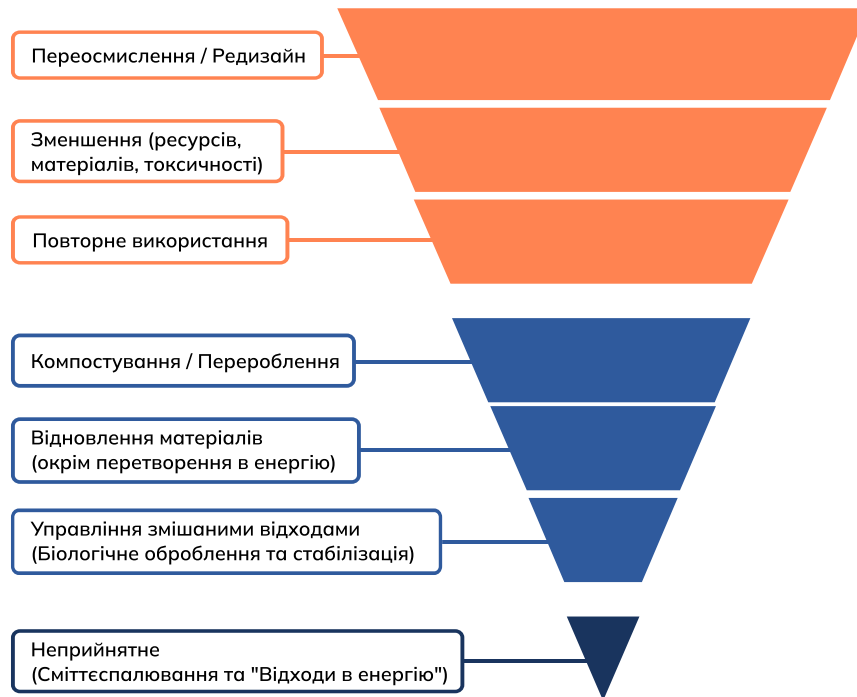 Переосмислення / Редизайн
Зменшення (ресурсів,
матеріалів, токсичності)
Повторне використання
Компостування / Перероблення
Відновлення матеріалів
(окрім перетворення в енергію)
Управління змішаними відходами
(Біологічне оброблення та стабілізація)
Неприйнятне
(Сміттєспалювання та "Відходи в енергію")